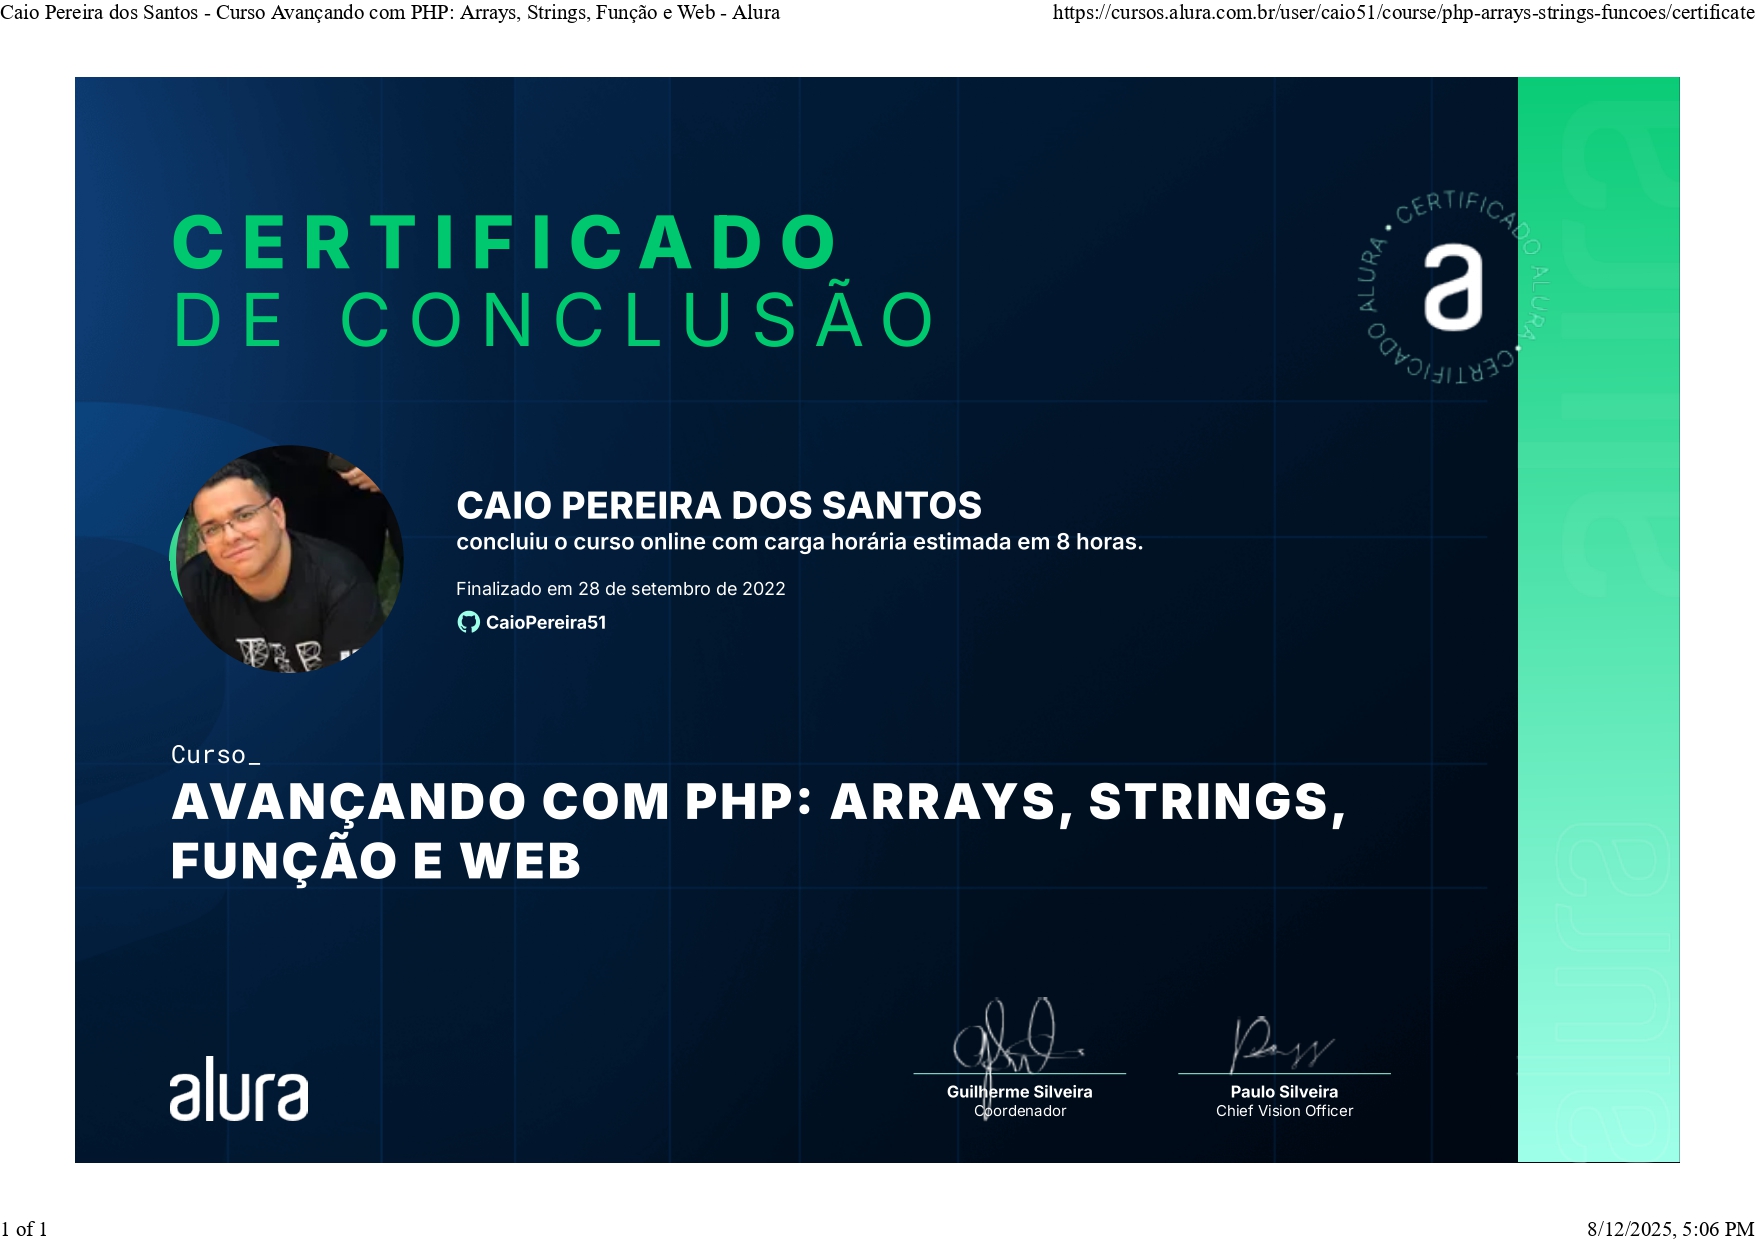 Caio Pereira dos Santos - Curso Avançando com PHP: Arrays, Strings, Função e Web - Alura
https://cursos.alura.com.br/user/caio51/course/php-arrays-strings-funcoes/certificate
CERTIFICADO
DE CONCLUSÃO
CERTIFICADO ALURA • CERTIFICADO ALURA •
a
CAIO PEREIRA DOS SANTOS
concluiu o curso online com carga horária estimada em 8 horas.
Finalizado em 28 de setembro de 2022
CaioPereira51
Curso_
AVANÇANDO COM PHP: ARRAYS, STRINGS,
FUNÇÃO E WEB
alura
Guilherme Silveira
Coordenador
Paulo Silveira
Chief Vision Officer
alura
alura
1 of 1
8/12/2025, 5:06 PM